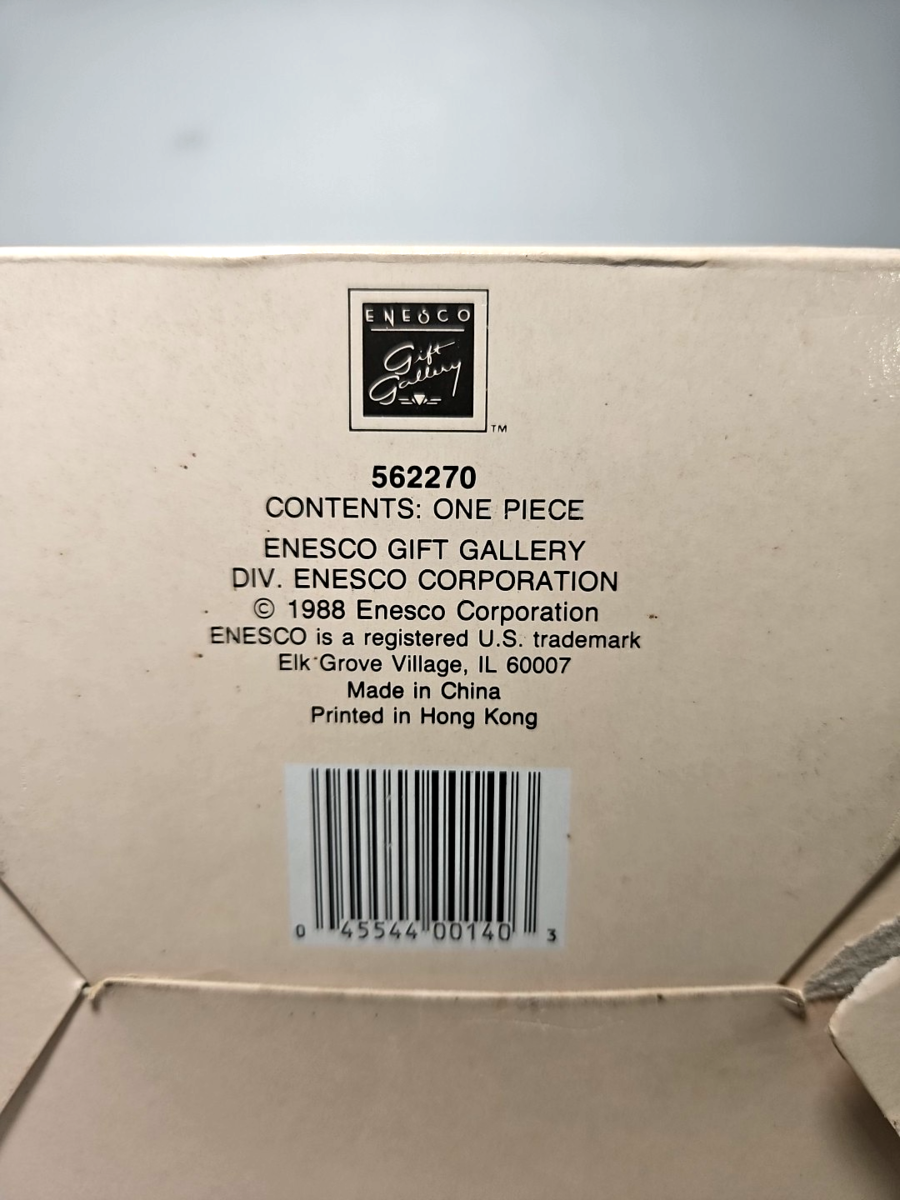 ENESCO
Gift
Gallery
TM
562270
CONTENTS: ONE PIECE
ENESCO GIFT GALLERY
DIV. ENESCO CORPORATION
© 1988 Enesco Corporation
ENESCO is a registered U.S. trademark
Elk Grove Village, IL 60007
Made in China
Printed in Hong Kong
0 45544 00140 3